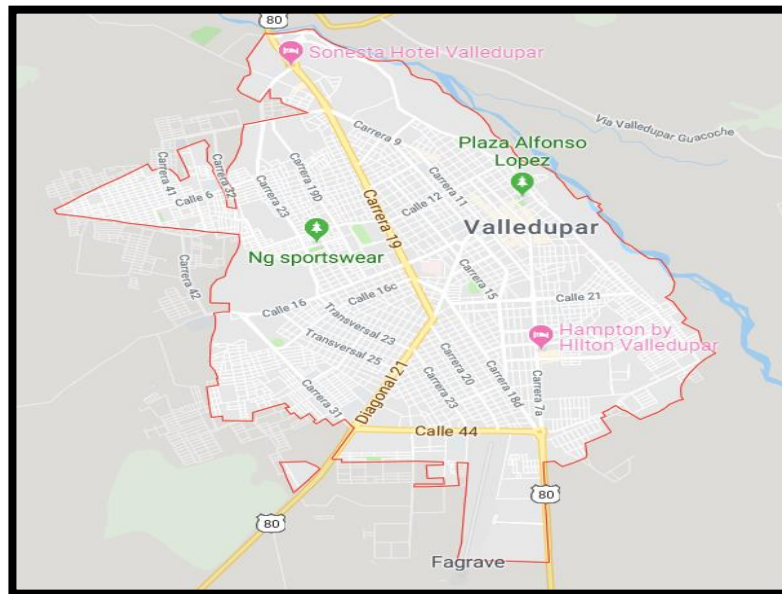 80
Sonesta Hotel Valledupar
Via Valledupar Guacoche
Carrera 9
Plaza Alfonso
Lopez
Carrera 41
Carrera 32
Calle 6
Carrera 23
Carrera 19D
Carrera 19
Calle 12
Carrera 11
Valledupar
Ng sportswear
Carrera 42
Calle 16
Calle 16c
Carrera 15
Calle 21
Transversal 23
Transversal 25
Hampton by
Hilton Valledupar
Carrera 31
Diagonal 21
Carrera 20
Carrera 23
Carrera 18d
Carrera 7a
Calle 44
80
80
Fagrave